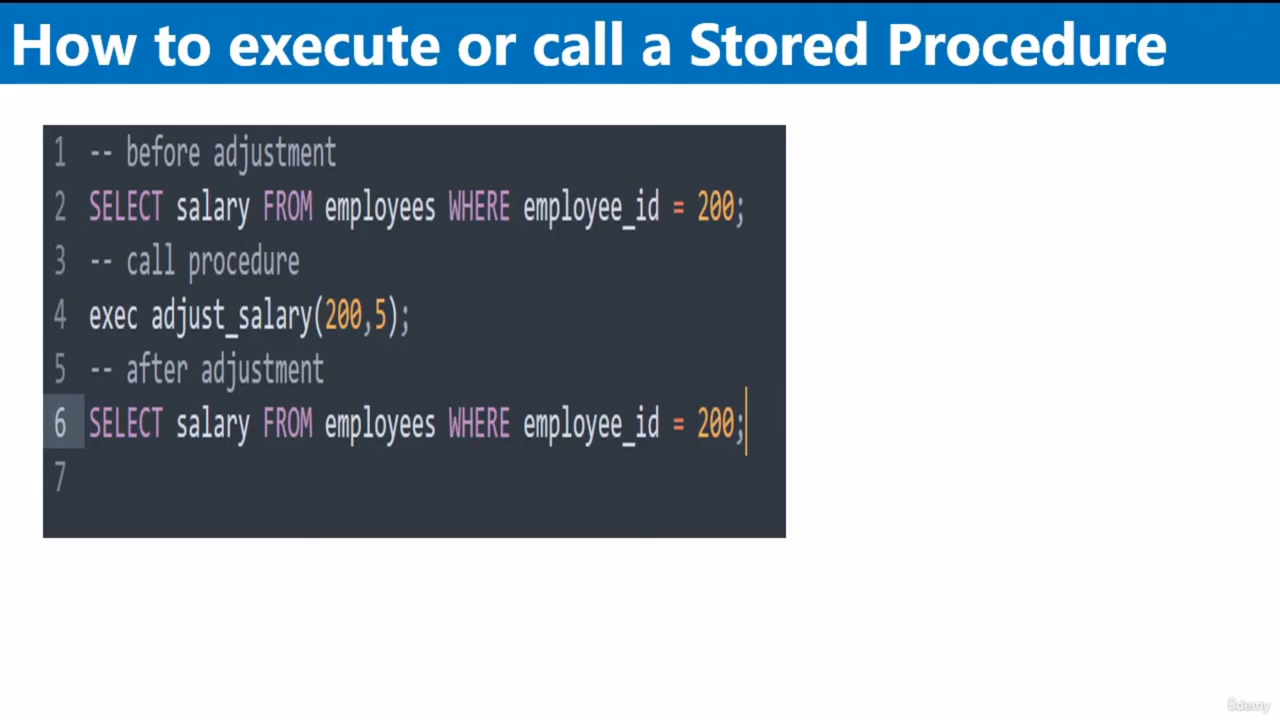 How to execute or call a Stored Procedure
1 -- before adjustment
2 SELECT salary FROM employees WHERE employee_id = 200;
3 -- call procedure
4 exec adjust_salary(200,5);
5 -- after adjustment
6 SELECT salary FROM employees WHERE employee_id = 200;
7
ûdemy